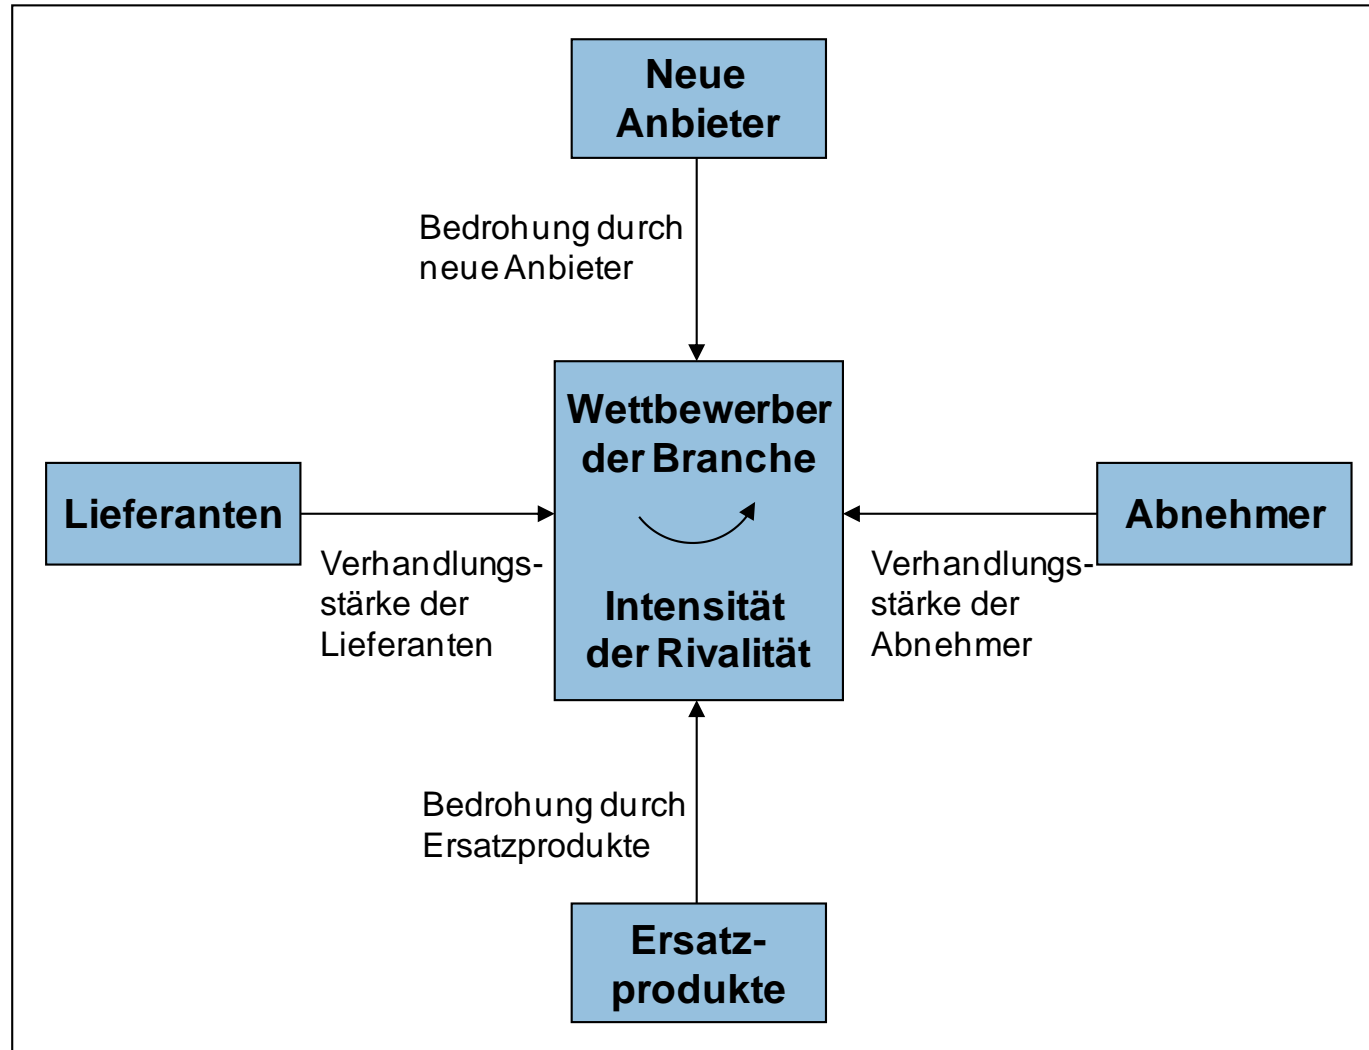 Neue
Anbieter
Bedrohung durch
neue Anbieter
Wettbewerber
der Branche
Lieferanten
Abnehmer
Verhandlungs-
stärke der
Lieferanten
Intensität
der Rivalität
Verhandlungs-
stärke der
Abnehmer
Bedrohung durch
Ersatzprodukte
Ersatz-
produkte